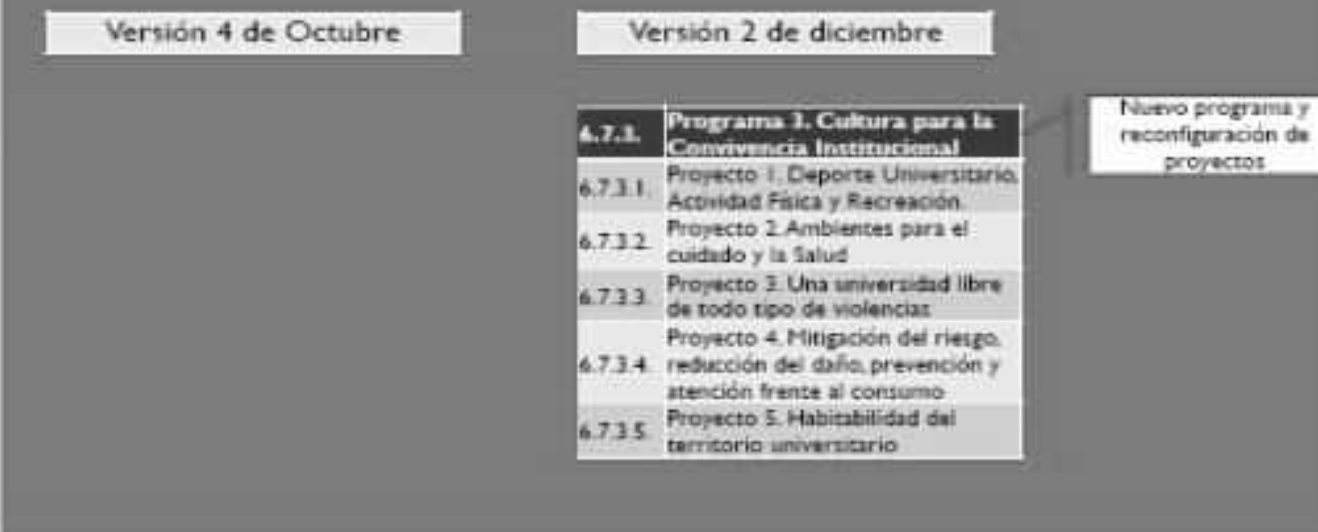 Versión 4 de Octubre
Versión 2 de diciembre
6.7.3.
Programa 3. Cultura para la
Convivencia Institucional
Nuevo programa y
reconfiguración de
proyectos
6.7.3.1.
Proyecto 1. Deporte Universitario,
Actividad Física y Recreación.
6.7.3.2.
Proyecto 2. Ambientes para el
cuidado y la Salud
6.7.3.3.
Proyecto 3. Una universidad libre
de todo tipo de violencias
6.7.3.4.
Proyecto 4. Mitigación del riesgo,
reducción del daño, prevención y
atención frente al consumo
6.7.3.5.
Proyecto 5. Habitabilidad del
territorio universitario